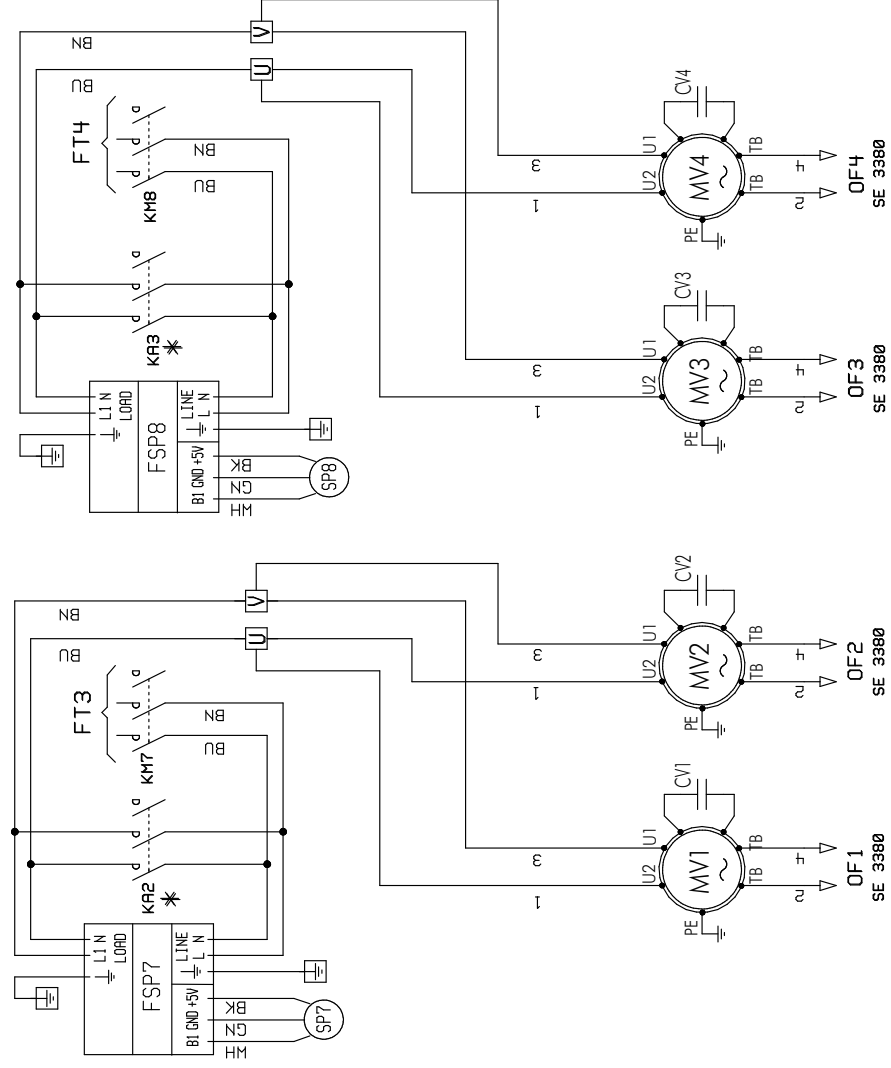 BN
V
BU
U
FT4
KM8
BN
BU
KA3
*
L1 N
LOAD
FSP8
LINE
L N
B1 GND +5V
BK
GN
WH
SP8
3
1
U1
U2
CV4
MV4
~
PE
TB
TB
4
2
OF4
SE 3380
3
1
U1
U2
CV3
MV3
~
PE
TB
TB
4
2
OF3
SE 3380
BN
V
BU
U
FT3
KM7
BN
BU
KA2
*
L1 N
LOAD
FSP7
LINE
L N
B1 GND +5V
BK
GN
WH
SP7
3
1
U1
U2
CV2
MV2
~
PE
TB
TB
4
2
OF2
SE 3380
3
1
U1
U2
CV1
MV1
~
PE
TB
TB
4
2
OF1
SE 3380